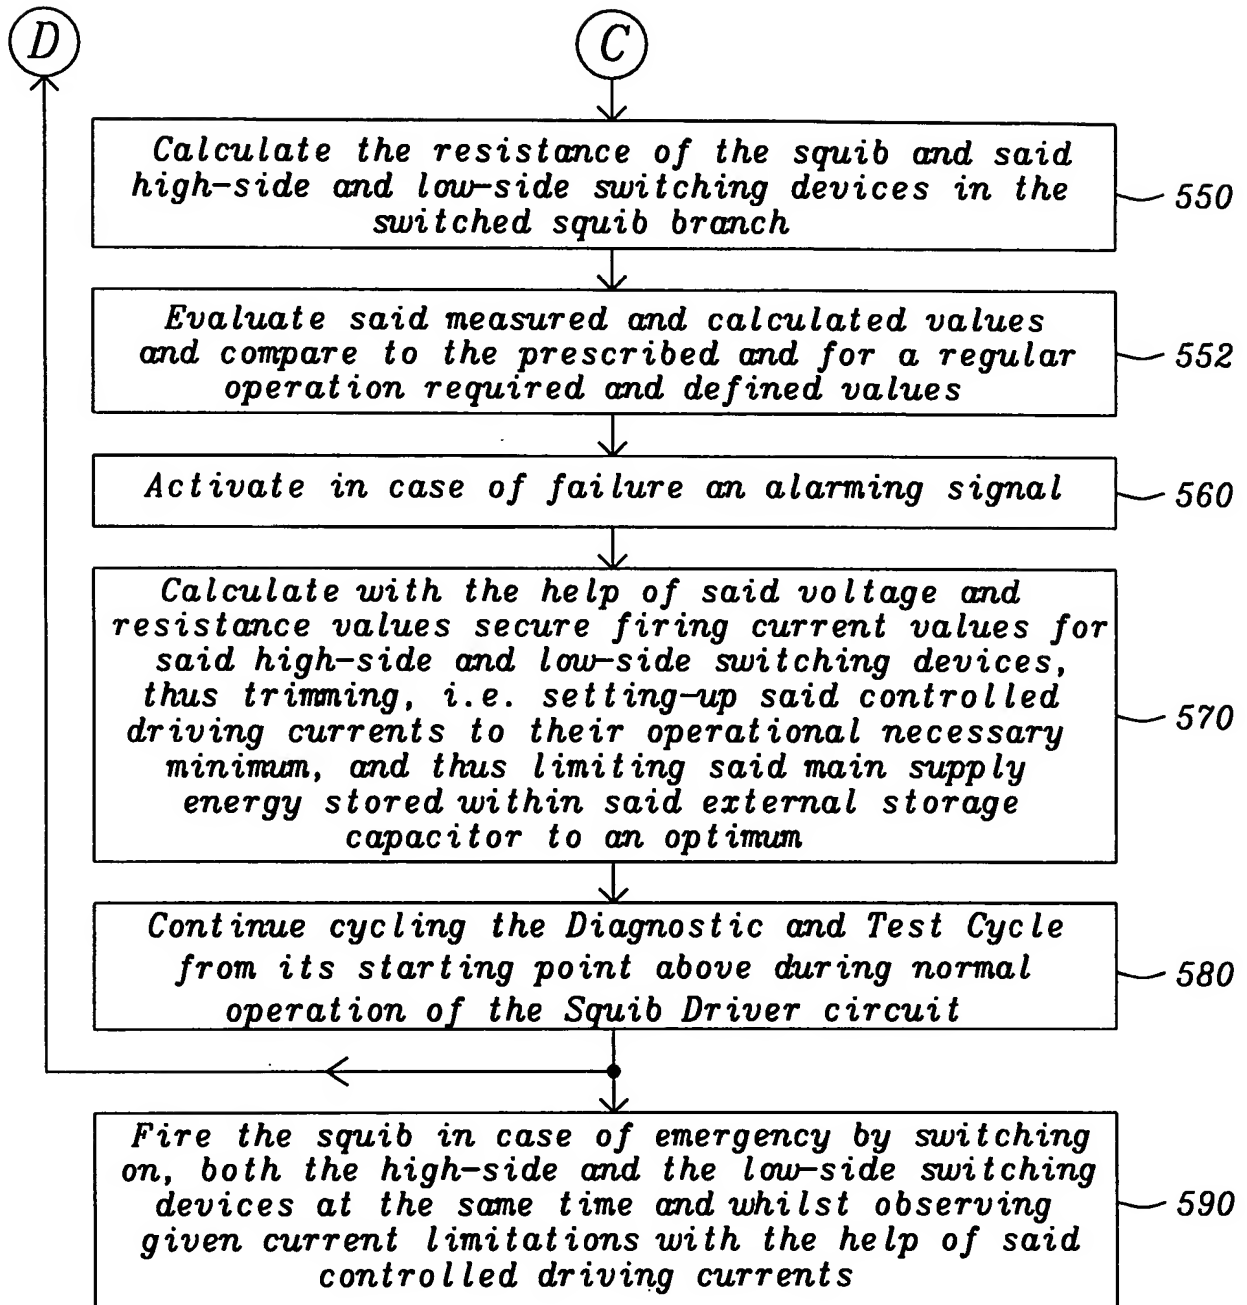 D
C
Calculate the resistance of the squib and said
high-side and low-side switching devices in the
switched squib branch
550
Evaluate said measured and calculated values
and compare to the prescribed and for a regular
operation required and defined values
552
Activate in case of failure an alarming signal
560
Calculate with the help of said voltage and
resistance values secure firing current values for
said high-side and low-side switching devices,
thus trimming, i.e. setting-up said controlled
driving currents to their operational necessary
minimum, and thus limiting said main supply
energy stored within said external storage
capacitor to an optimum
570
Continue cycling the Diagnostic and Test Cycle
from its starting point above during normal
operation of the Squib Driver circuit
580
Fire the squib in case of emergency by switching
on, both the high-side and the low-side switching
devices at the same time and whilst observing
given current limitations with the help of said
controlled driving currents
590